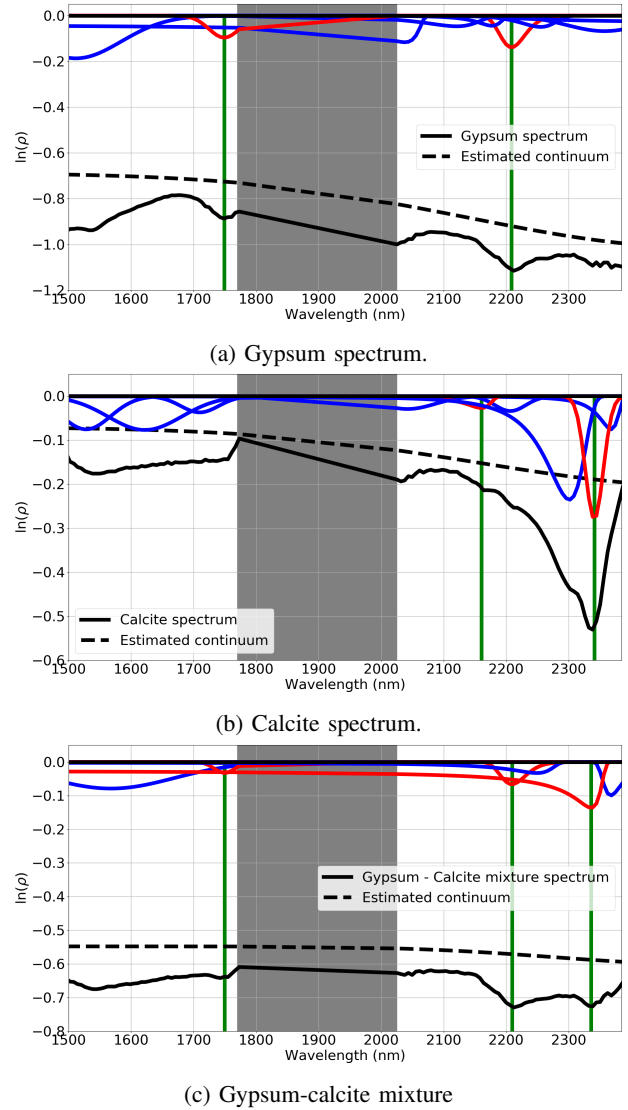 0.0
−0.2
−0.4
−0.6
−0.8
−1.0
−1.2
ln(ρ)
Gypsum spectrum
Estimated continuum
1500 1600 1700 1800 1900 2000 2100 2200 2300
Wavelength (nm)
(a) Gypsum spectrum.
0.0
−0.1
−0.2
−0.3
−0.4
−0.5
−0.6
ln(ρ)
Calcite spectrum
Estimated continuum
1500 1600 1700 1800 1900 2000 2100 2200 2300
Wavelength (nm)
(b) Calcite spectrum.
0.0
−0.1
−0.2
−0.3
−0.4
−0.5
−0.6
−0.7
−0.8
ln(ρ)
Gypsum - Calcite mixture spectrum
Estimated continuum
1500 1600 1700 1800 1900 2000 2100 2200 2300
Wavelength (nm)
(c) Gypsum-calcite mixture